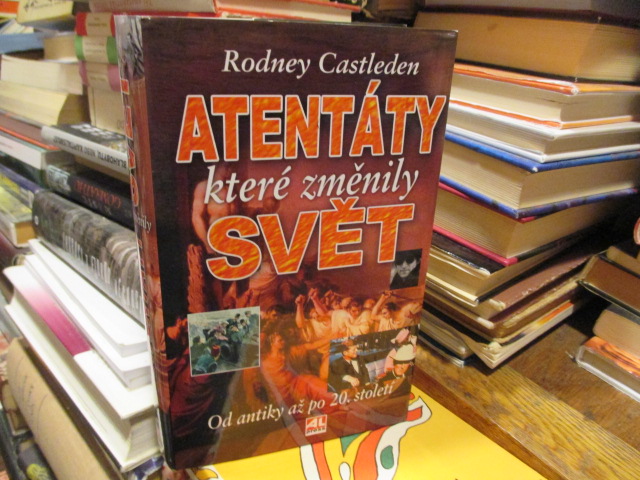 Rodney Castleden
ATENTÁTY
které změnily
SVĚT
Od antiky až po 20. století